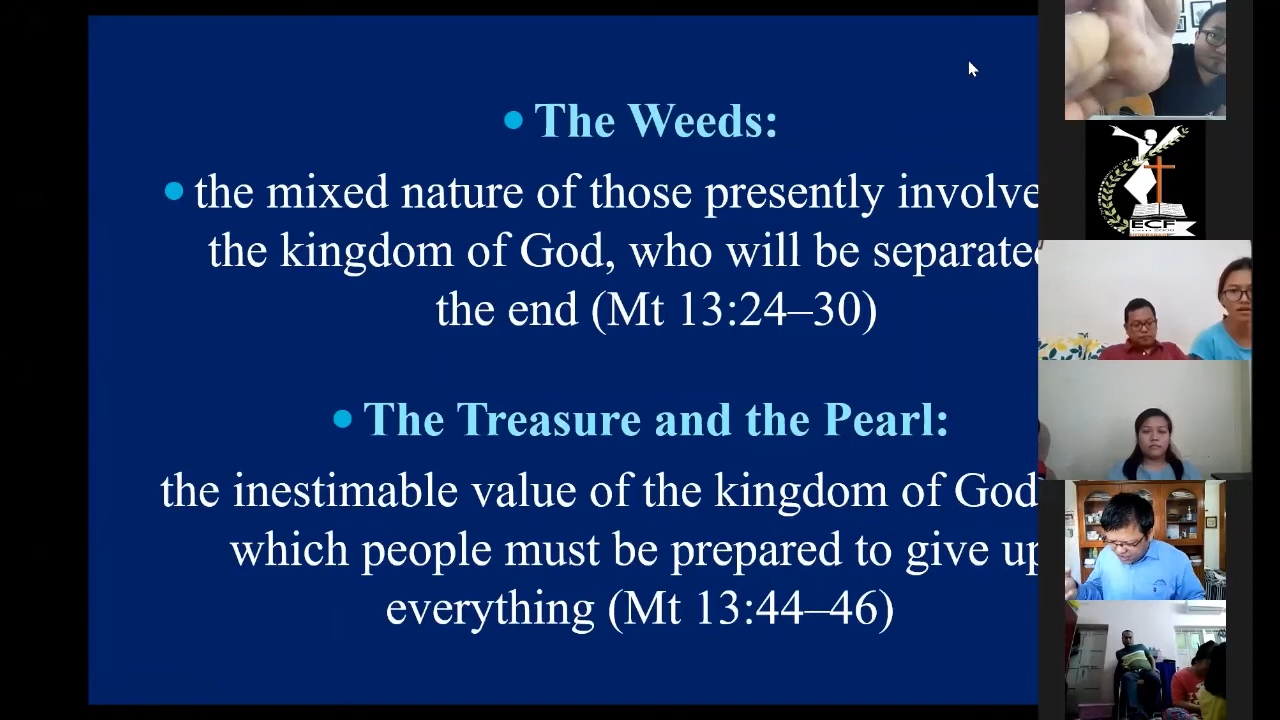 • The Weeds:
• the mixed nature of those presently involve
the kingdom of God, who will be separate
the end (Mt 13:24–30)
• The Treasure and the Pearl:
the inestimable value of the kingdom of God
which people must be prepared to give up
everything (Mt 13:44–46)
ECF